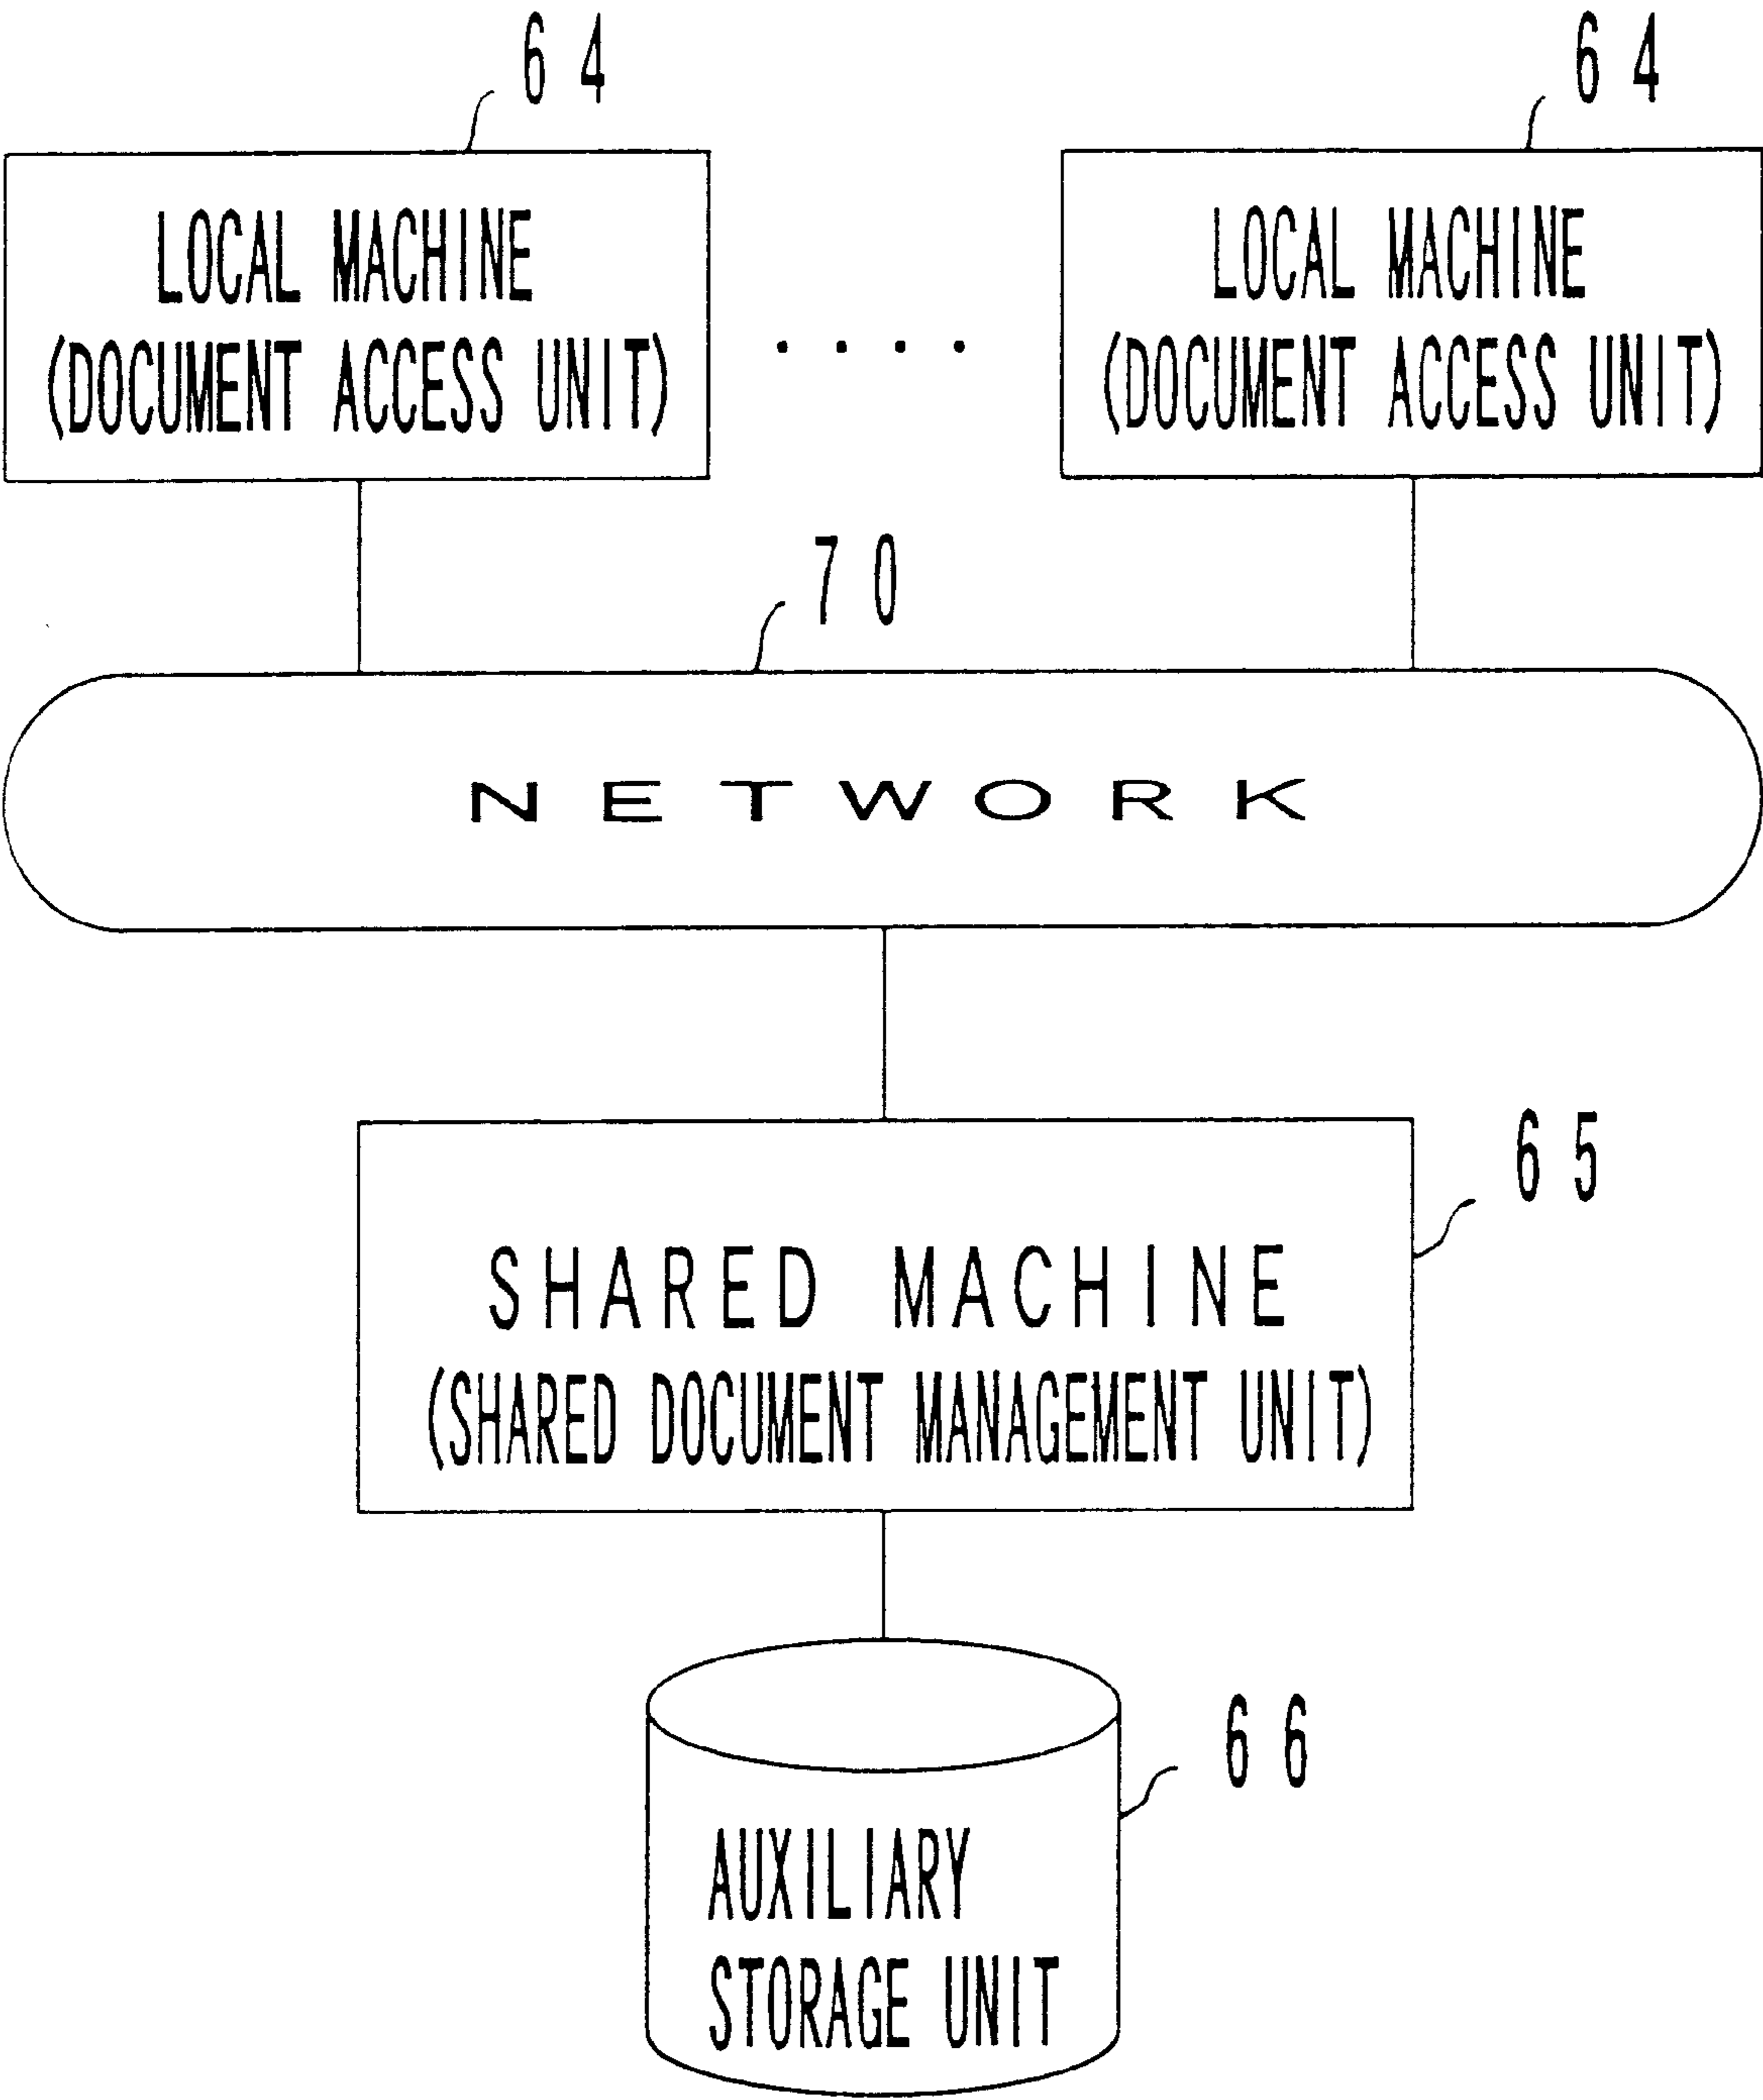 64
64
LOCAL MACHINE
(DOCUMENT ACCESS UNIT)
. . . .
LOCAL MACHINE
(DOCUMENT ACCESS UNIT)
70
NETWORK
65
SHARED MACHINE
(SHARED DOCUMENT MANAGEMENT UNIT)
66
AUXILIARY
STORAGE UNIT